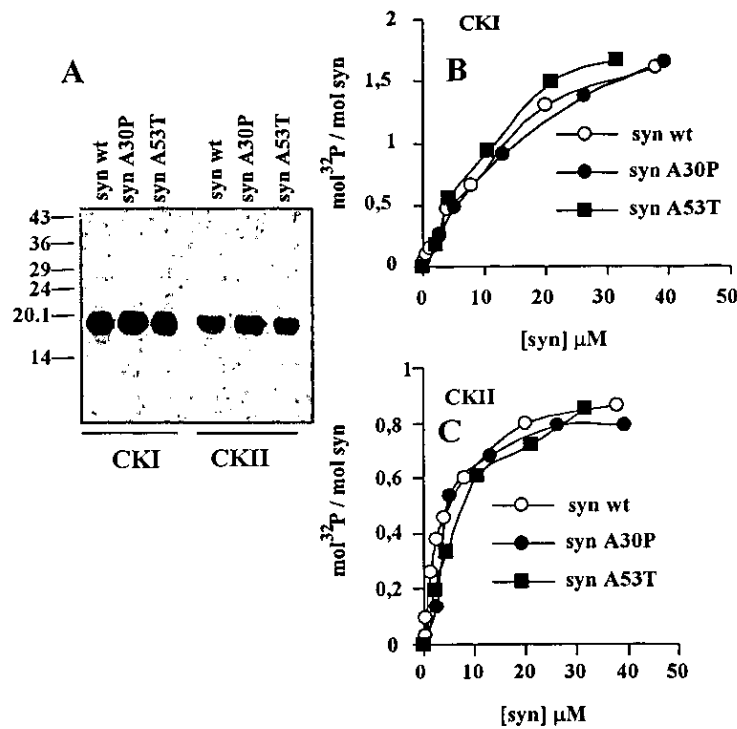 A
syn wt
syn A30P
syn A53T
syn wt
syn A30P
syn A53T
43
36
29
24
20.1
14
CKI
CKII
CKI
B
2
1,5
1
0,5
0
mol ³²P / mol syn
syn wt
syn A30P
syn A53T
0 10 20 30 40 50
[syn] µM
CKII
C
1
0,8
0,6
0,4
0,2
0
mol ³²P / mol syn
syn wt
syn A30P
syn A53T
0 10 20 30 40 50
[syn] µM